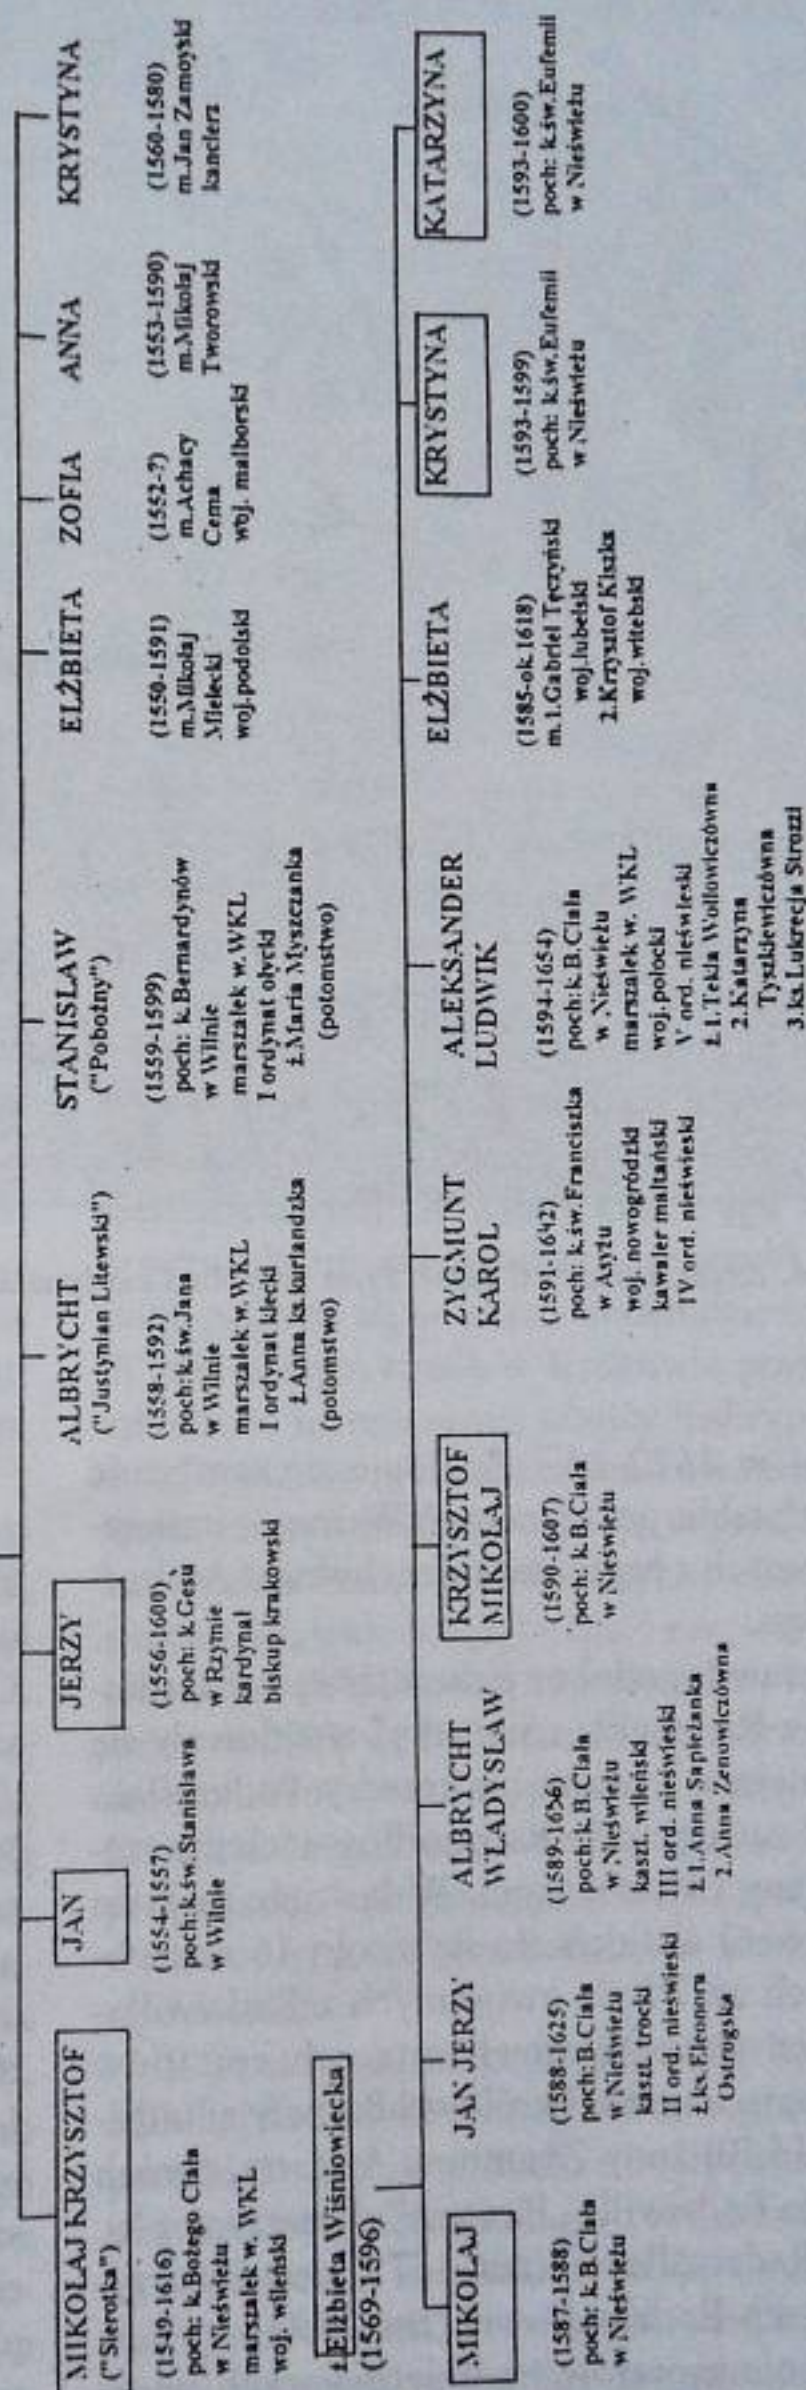 MIKOLAJ KRZYSZTOF
("Sierotka")
(1549-1616)
poch: k.Bożego Ciała
w Nieświeżu
marszałek w. WKL
woj. wileński
ż.Elżbieta Wiśniowiecka
(1569-1596)
JAN
(1554-1557)
poch:k.św.Stanisława
w Wilnie
JERZY
(1556-1600)
poch: k.Gesù
w Rzymie
kardynał
biskup krakowski
ALBRYCHT
("Justynian Litewski")
(1558-1592)
poch:k.św.Jana
w Wilnie
marszałek w.WKL
I ordynat klecki
ż.Anna ks.kurlandzka
(potomstwo)
STANISLAW
("Pobożny")
(1559-1599)
poch: k.Bernardynów
w Wilnie
marszałek w.WKL
I ordynat ołycki
ż.Maria Myszczanka
(potomstwo)
ELŻBIETA
(1550-1591)
m.Mikołaj
Mielecki
woj.podolski
ZOFIA
(1552-?)
m.Achacy
Cema
woj. malborski
ANNA
(1553-1590)
m.Mikołaj
Tworowski
KRYSTYNA
(1560-1580)
m.Jan Zamoyski
kanclerz
MIKOLAJ
(1587-1588)
poch: k.B.Ciała
w Nieświeżu
JAN JERZY
(1588-1625)
poch: B.Ciała
w Nieświeżu
kaszt. trocki
II ord. nieświeski
ż.ks.Eleonora
Ostrogska
ALBRYCHT
WŁADYSŁAW
(1589-1636)
poch:k.B.Ciała
w Nieświeżu
kaszt. wileński
III ord. nieświeski
ż.1.Anna Sapieżanka
2.Anna Zenowiczówna
KRZYSZTOF
MIKOŁAJ
(1590-1607)
poch: k.B.Ciała
w Nieświeżu
ZYGMUNT
KAROL
(1591-1642)
poch: k.św.Franciszka
w Asyżu
woj. nowogródzki
kawaler maltański
IV ord. nieświeski
ALEKSANDER
LUDWIK
(1594-1654)
poch:k.B.Ciała
w Nieświeżu
marszałek w. WKL
woj.połocki
V ord. nieświeski
ż.1.Tekla Wołłowiczówna
2.Katarzyna
Tyszkiewiczówna
3.ks.Lukrecja Strozzi
ELŻBIETA
(1585-ok.1618)
m.1.Gabriel Tęczyński
woj.lubelski
2.Krzysztof Kiszka
woj.witebski
KRYSTYNA
(1593-1599)
poch: k.św.Eufemii
w Nieświeżu
KATARZYNA
(1593-1600)
poch: k.św.Eufemii
w Nieświeżu